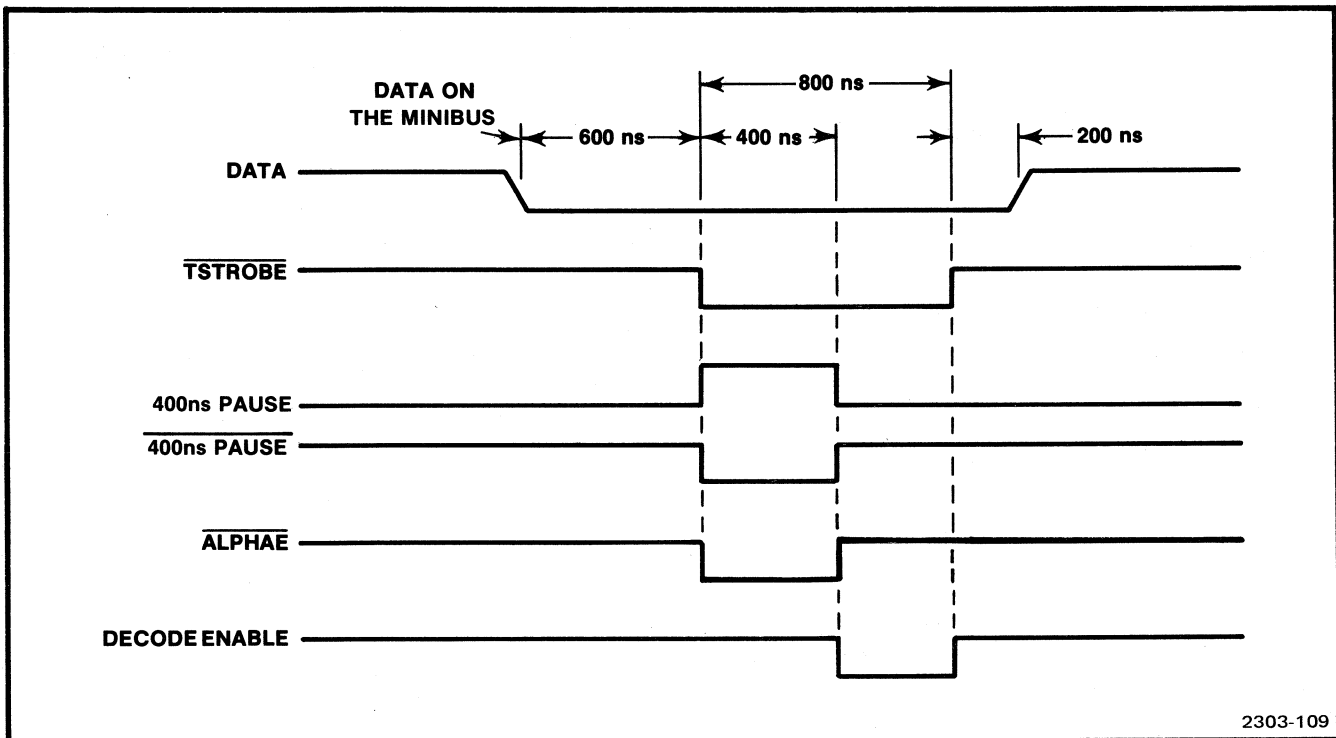 800 ns
DATA ON
THE MINIBUS
600 ns
400 ns
200 ns
DATA
TSTROBE
400ns PAUSE
400ns PAUSE
ALPHAE
DECODE ENABLE
2303-109